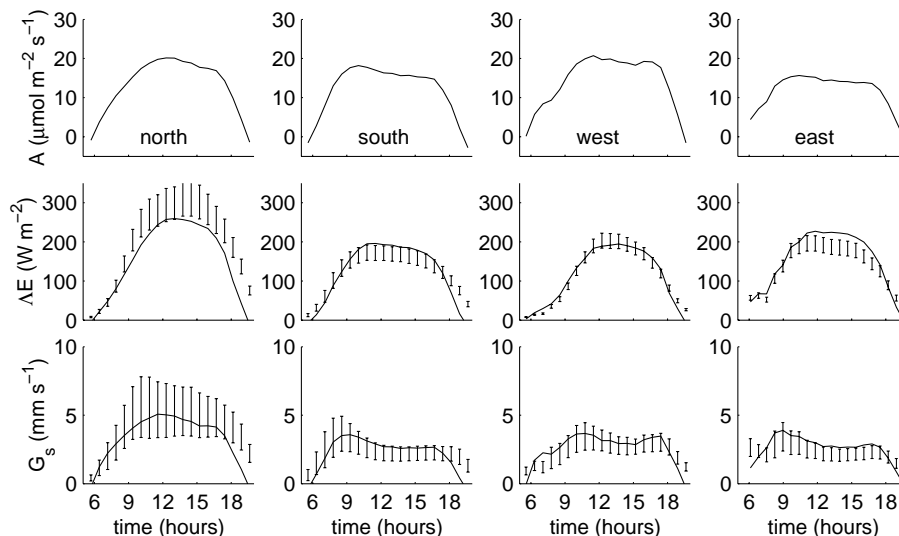 30 30 30 30
20 20 20 20
10 10 10 10
0 0 0 0
A (µmol m⁻² s⁻¹)
north south west east
300 300 300 300
200 200 200 200
100 100 100 100
0 0 0 0
ΛE (W m⁻²)
10 10 10 10
5 5 5 5
0 0 0 0
Gₛ (mm s⁻¹)
6 9 12 15 18 6 9 12 15 18 6 9 12 15 18 6 9 12 15 18
time (hours) time (hours) time (hours) time (hours)